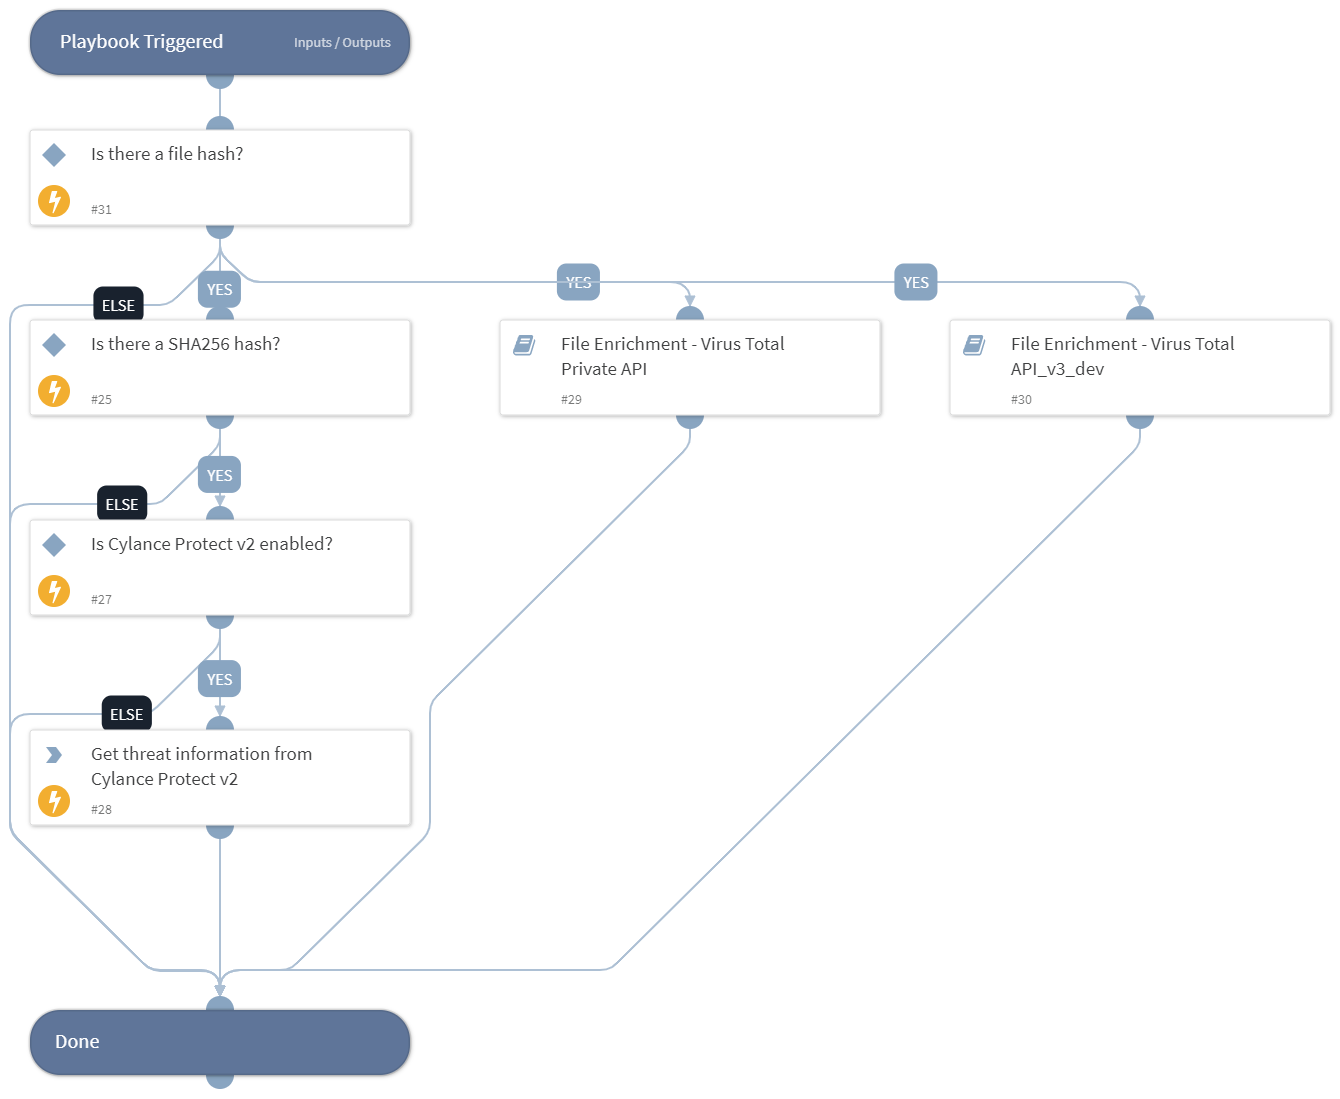 Playbook Triggered
Inputs / Outputs
Is there a file hash?
#31
YES
YES
YES
ELSE
Is there a SHA256 hash?
#25
File Enrichment - Virus Total
Private API
#29
File Enrichment - Virus Total
API_v3_dev
#30
YES
ELSE
Is Cylance Protect v2 enabled?
#27
YES
ELSE
Get threat information from
Cylance Protect v2
#28
Done